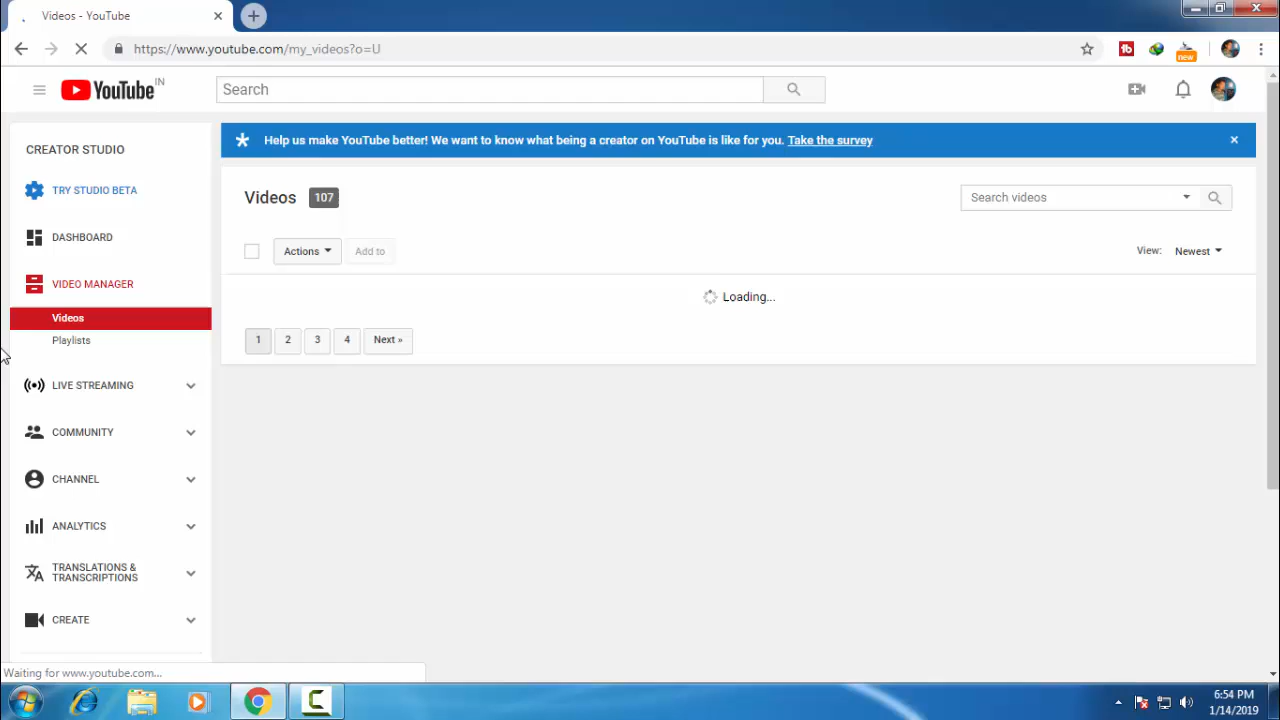 Videos - YouTube
https://www.youtube.com/my_videos?o=U
new
YouTube IN
Search
CREATOR STUDIO
TRY STUDIO BETA
DASHBOARD
VIDEO MANAGER
Videos
Playlists
LIVE STREAMING
COMMUNITY
CHANNEL
ANALYTICS
TRANSLATIONS &
TRANSCRIPTIONS
CREATE
Help us make YouTube better! We want to know what being a creator on YouTube is like for you. Take the survey
Videos 107
Search videos
Actions Add to
View: Newest
Loading...
1 2 3 4 Next »
Waiting for www.youtube.com...
6:54 PM
1/14/2019